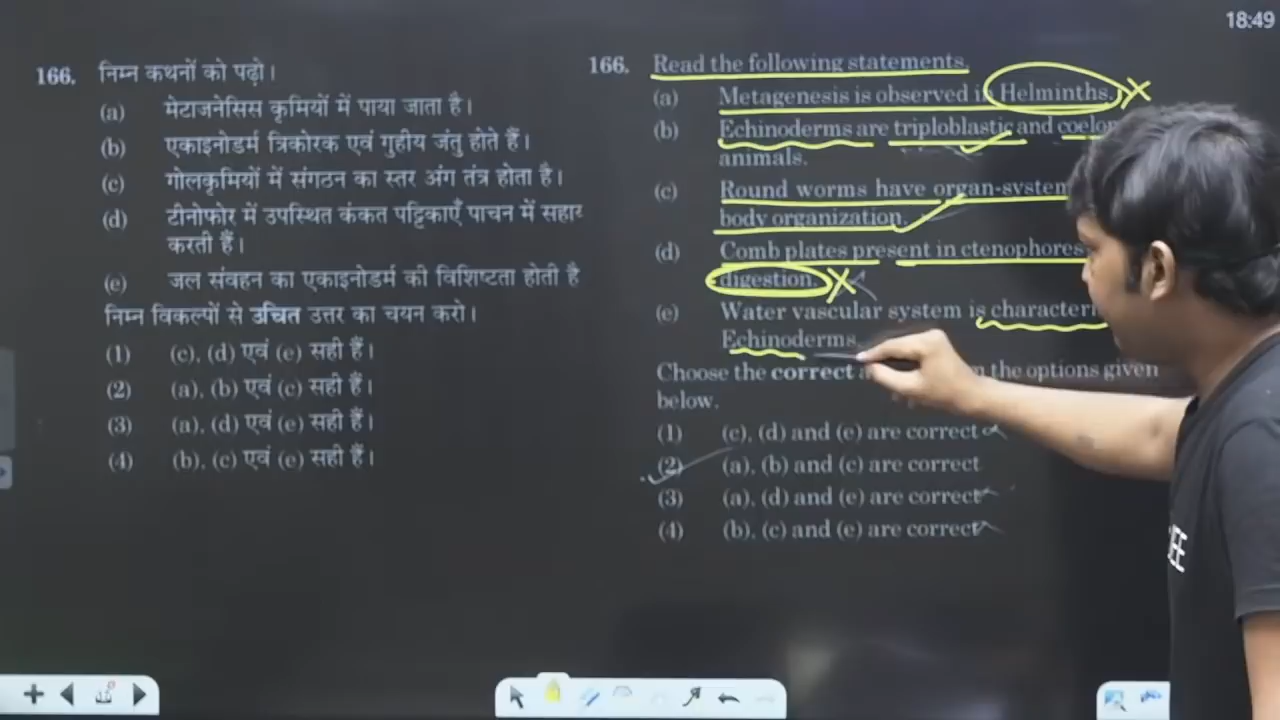 18:49
166. निम्न कथनों को पढ़ो।
(a) मेटाजनेसिस कृमियों में पाया जाता है।
(b) एकाइनोडर्म त्रिकोरक एवं गुहीय जंतु होते हैं।
(c) गोलकृमियों में संगठन का स्तर अंग तंत्र होता है।
(d) टीनोफोर में उपस्थित कंकत पट्टिकाएँ पाचन में
करती हैं।
(e) जल संवहन का एकाइनोडर्म की विशिष्टता होती है
निम्न विकल्पों से उचित उत्तर का चयन करो।
(1) (c), (d) एवं (e) सही हैं।
(2) (a), (b) एवं (c) सही हैं।
(3) (a), (d) एवं (e) सही हैं।
(4) (b), (c) एवं (e) सही हैं।
166. Read the following statements.
(a) Metagenesis is observed in Helminths.
(b) Echinoderms are triploblastic and
animals.
(c) Round worms have organ-system
body organization.
(d) Comb plates present in ctenophores
digestion.
(e) Water vascular system is
Echinoderms.
Choose the correct the options given
below.
(1) (c), (d) and (e) are correct
(2) (a), (b) and (c) are correct
(3) (a), (d) and (e) are correct
(4) (b), (c) and (e) are correct